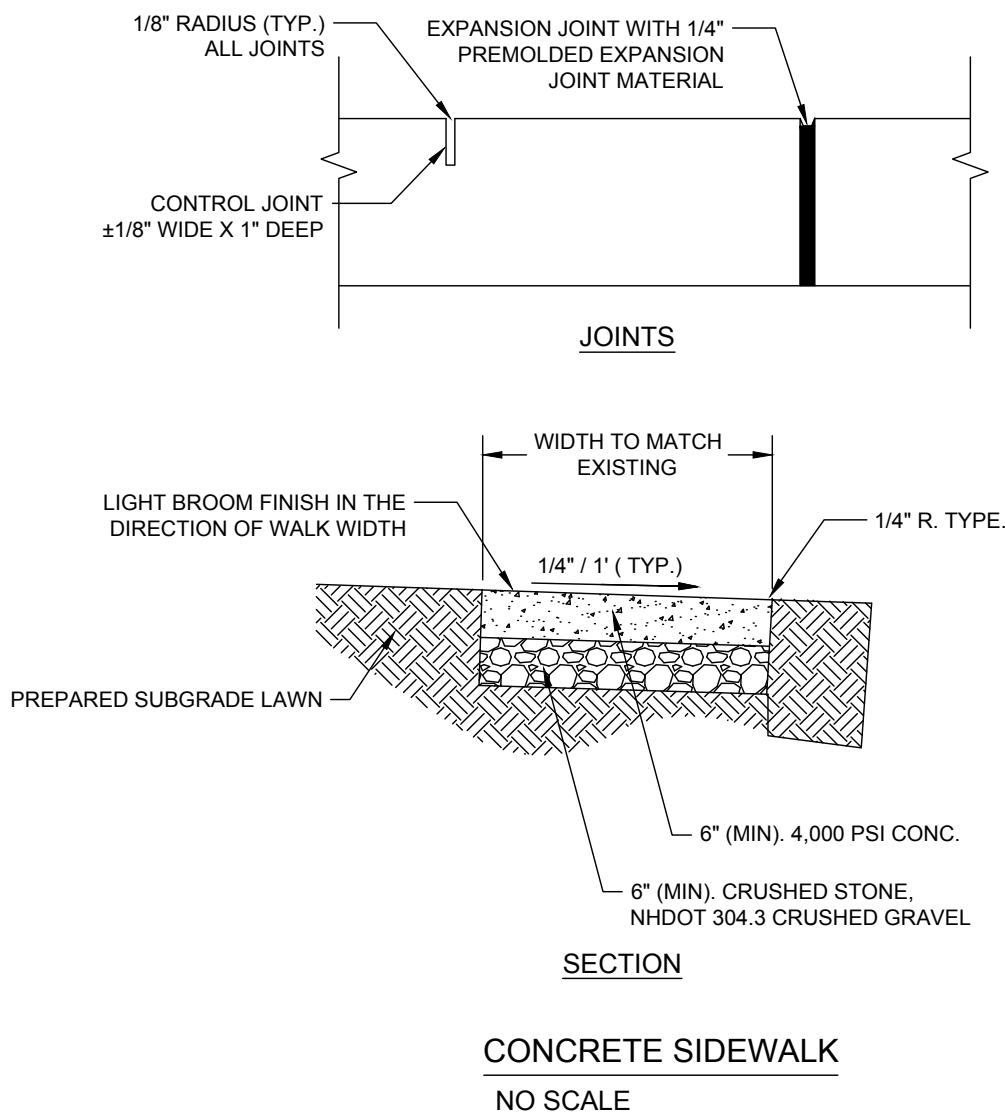 1/8" RADIUS (TYP.)
ALL JOINTS
EXPANSION JOINT WITH 1/4"
PREMOLDED EXPANSION
JOINT MATERIAL
CONTROL JOINT
±1/8" WIDE X 1" DEEP
JOINTS
WIDTH TO MATCH
EXISTING
LIGHT BROOM FINISH IN THE
DIRECTION OF WALK WIDTH
1/4" R. TYPE.
1/4" / 1' ( TYP.)
PREPARED SUBGRADE LAWN
6" (MIN). 4,000 PSI CONC.
6" (MIN). CRUSHED STONE,
NHDOT 304.3 CRUSHED GRAVEL
SECTION
CONCRETE SIDEWALK
NO SCALE